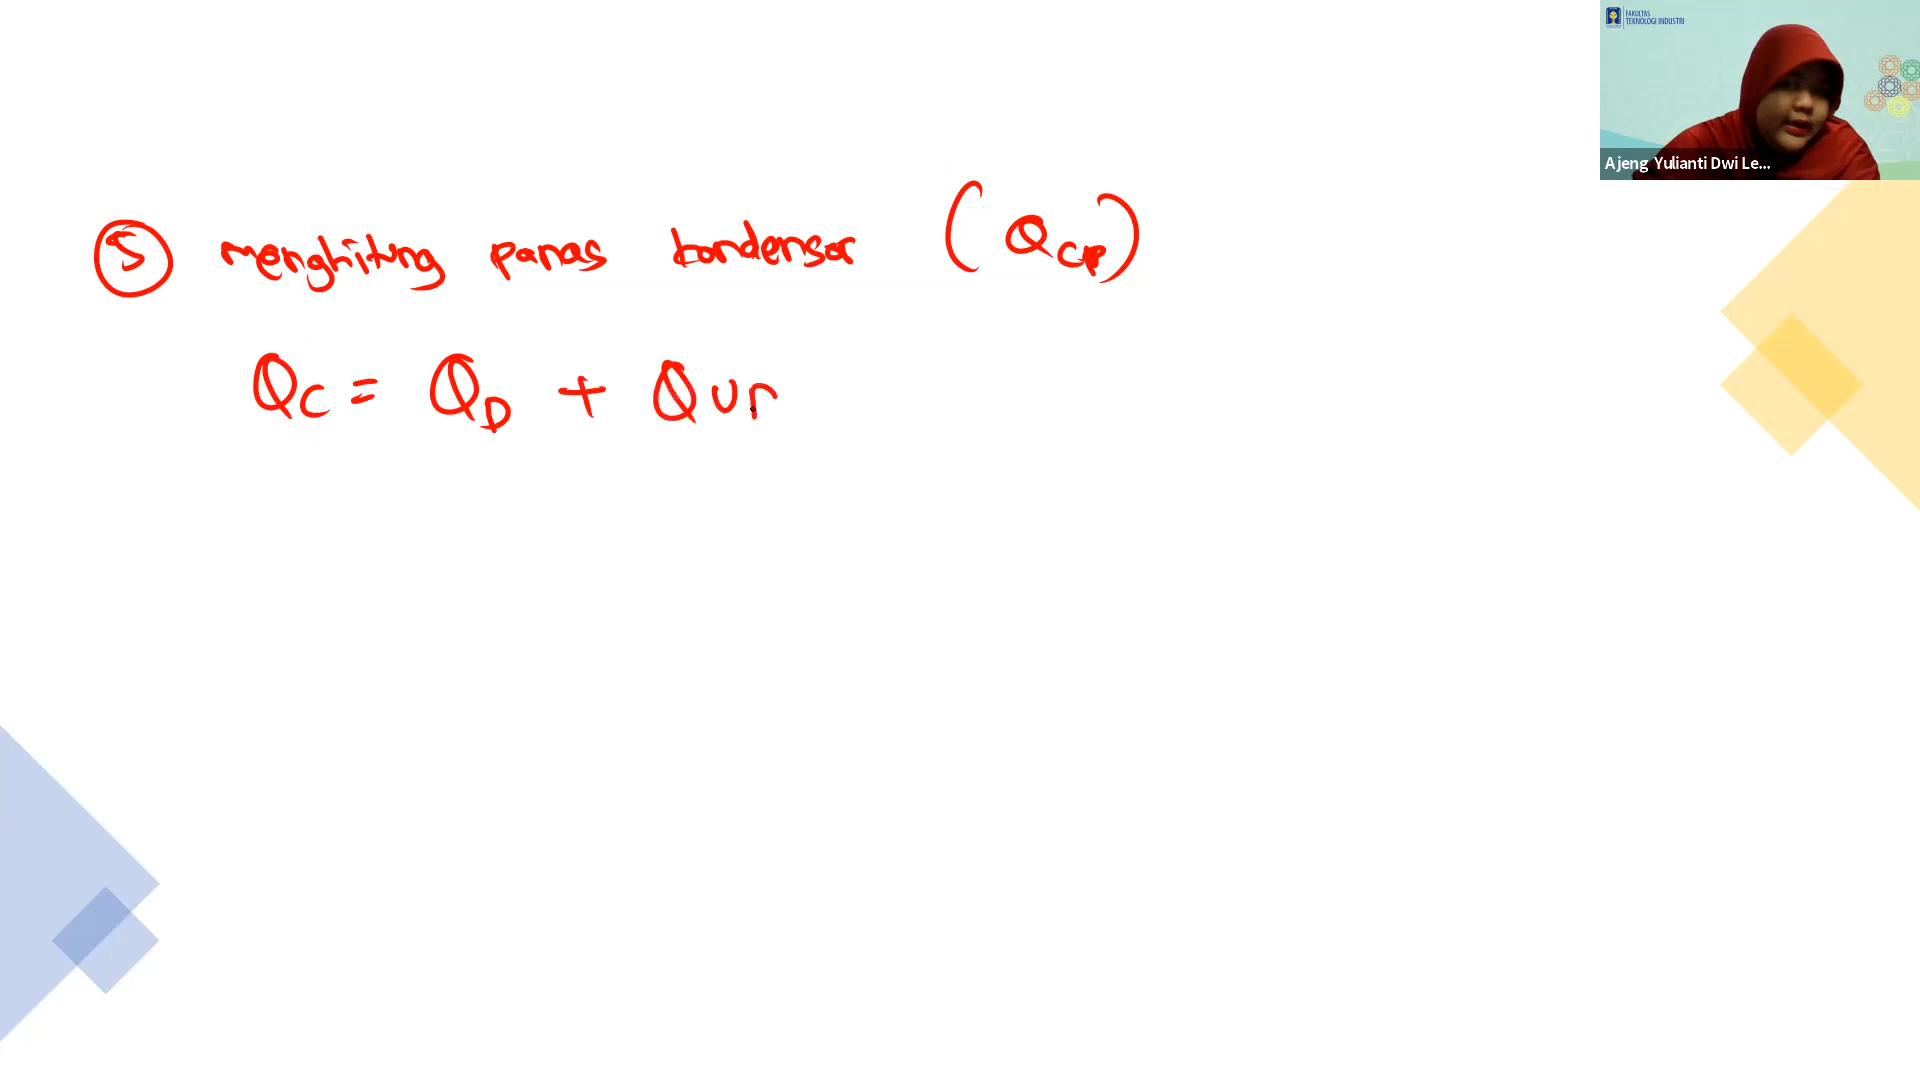 FAKULTAS
TEKNOLOGI INDUSTRI
Ajeng Yulianti Dwi Le...
5 menghitung panas kondensor (Qcp)
Qc = QD + Qur